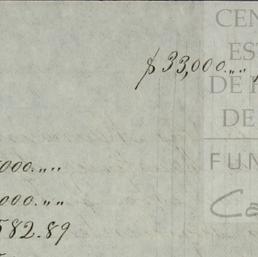 CEN
ES
$ 33,000.,,
DE
DE
000.,,
FUN
000.,,
Ca
582.89